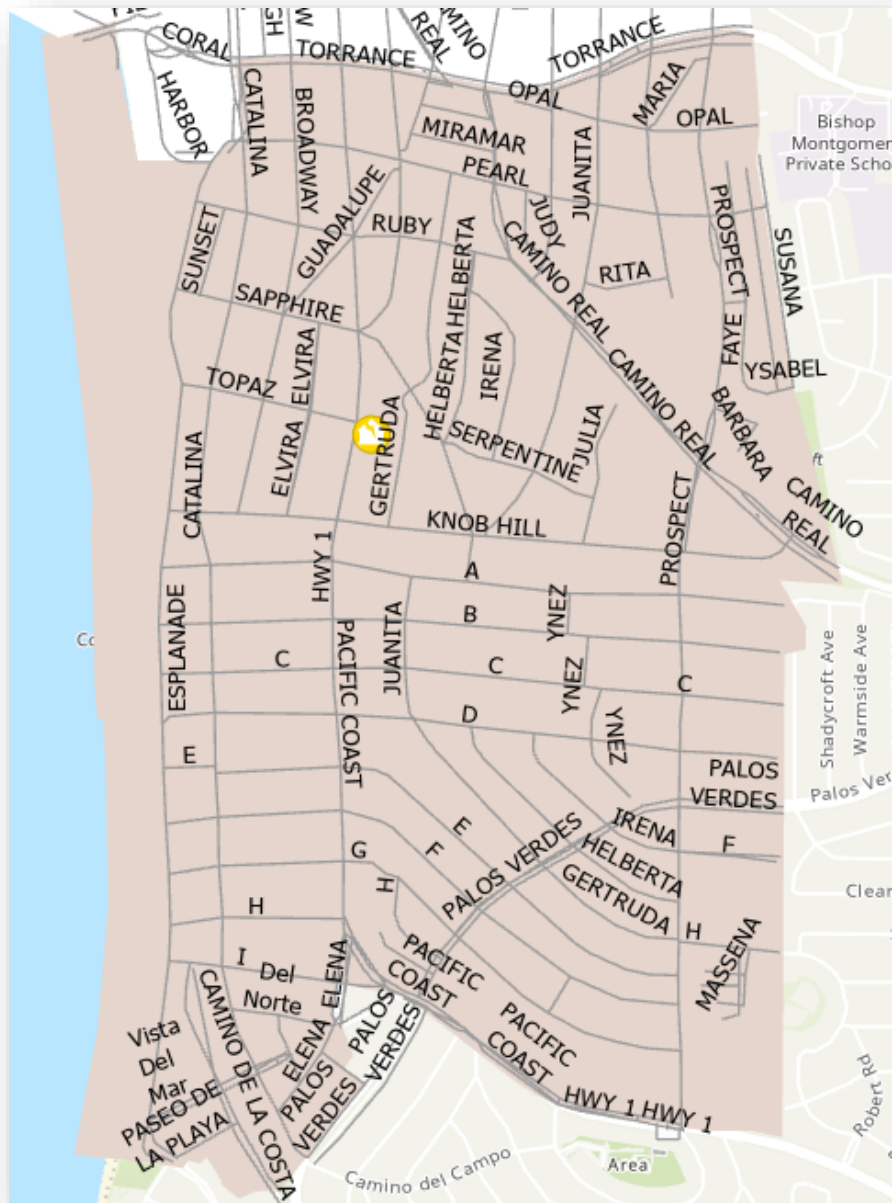 CORAL
TORRANCE
REAL
TORRANCE
HARBOR
CATALINA
BROADWAY
OPAL
MARIA
OPAL
Bishop
Montgomer
Private Scho
MIRAMAR
JUANITA
PEARL
GUADALUPE
RUBY
HELBERTA
JUDY
PROSPECT
SUSANA
SUNSET
CAMINO REAL
RITA
SAPPHIRE
ELVIRA
HELBERTA
IRENA
CAMINO REAL
FAYE
YSABEL
TOPAZ
GERTRUDA
BARBARA
ELVIRA
SERPENTINE
JULIA
CATALINA
CAMINO
REAL
KNOB HILL
PROSPECT
HWY 1
A
ESPLANADE
B
YNEZ
JUANITA
C
C
YNEZ
C
PACIFIC COAST
D
YNEZ
Shadycroft Ave
Warmside Ave
E
PALOS
VERDES
Palos Ver
E
IRENA
F
G
F
PALOS VERDES
HELBERTA
H
GERTRUDA
H
H
MASSENA
I
Del
Norte
ELENA
PACIFIC
COAST
CAMINO DE LA COSTA
PALOS
VERDES
PACIFIC
COAST
Vista
Del
Mar
ELENA
PALOS
VERDES
PASEO DE
LA PLAYA
HWY 1
HWY 1
Robert Rd
Camino del Campo
Area